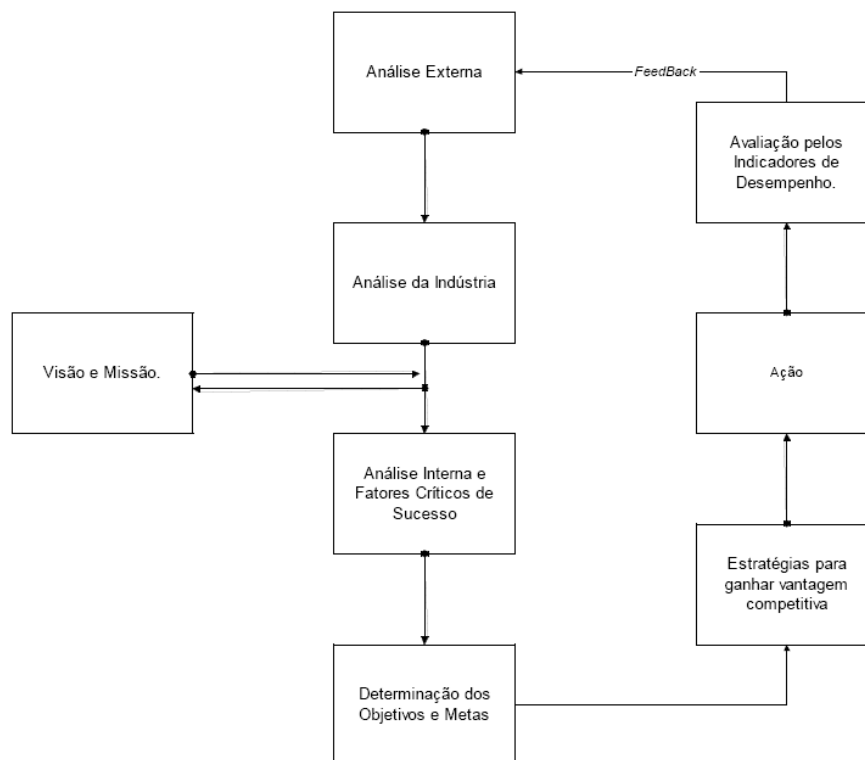 Análise Externa
FeedBack
Avaliação pelos
Indicadores de
Desempenho.
Análise da Indústria
Visão e Missão.
Ação
Análise Interna e
Fatores Críticos de
Sucesso
Estratégias para
ganhar vantagem
competitiva
Determinação dos
Objetivos e Metas